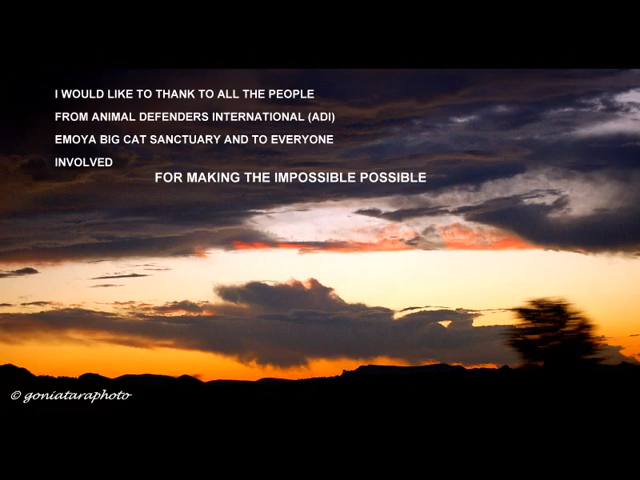 I WOULD LIKE TO THANK TO ALL THE PEOPLE
FROM ANIMAL DEFENDERS INTERNATIONAL (ADI)
EMOYA BIG CAT SANCTUARY AND TO EVERYONE
INVOLVED
FOR MAKING THE IMPOSSIBLE POSSIBLE
© goniataraphoto